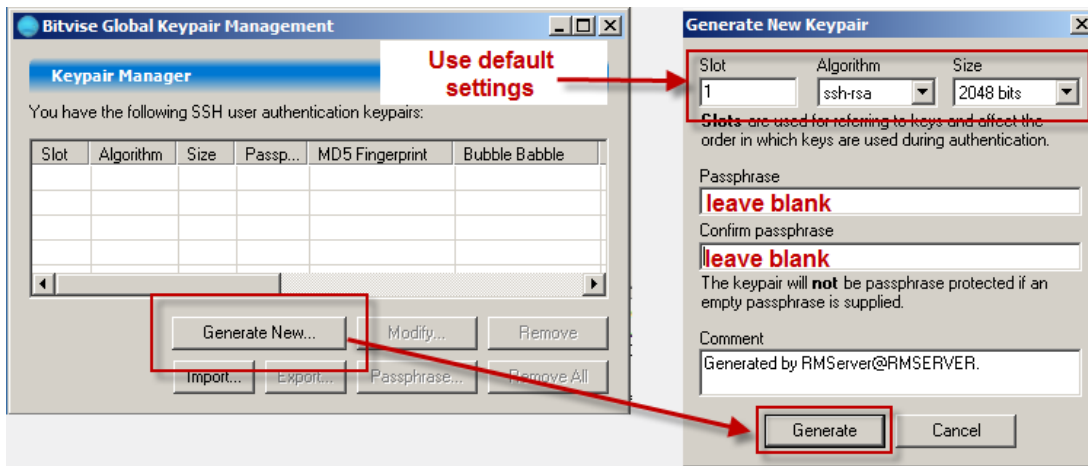 Bitvise Global Keypair Management
Keypair Manager
Use default
settings
You have the following SSH user authentication keypairs:
Slot Algorithm Size Passp... MD5 Fingerprint Bubble Babble
Generate New... Modify... Remove
Import... Export... Passphrase... Remove All
Generate New Keypair
Slot Algorithm Size
1 ssh-rsa 2048 bits
Slots are used for referring to keys and affect the
order in which keys are used during authentication.
Passphrase
leave blank
Confirm passphrase
leave blank
The keypair will not be passphrase protected if an
empty passphrase is supplied.
Comment
Generated by RMServer@RMSERVER.
Generate Cancel